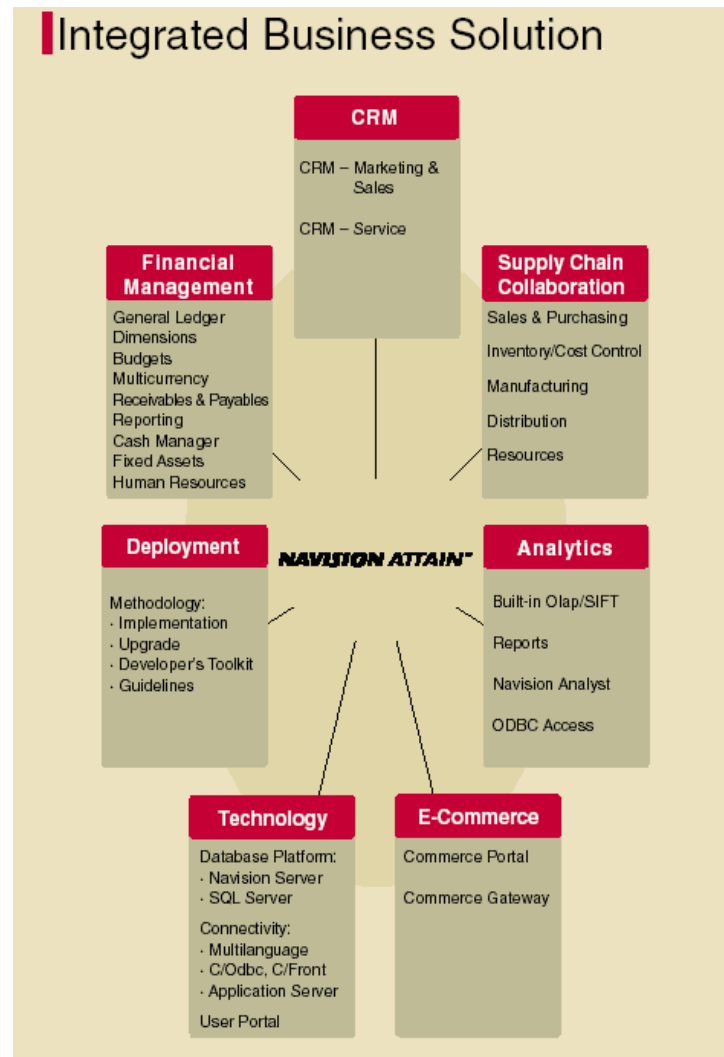 Integrated Business Solution
CRM
CRM – Marketing &
Sales
CRM – Service
Financial
Management
General Ledger
Dimensions
Budgets
Multicurrency
Receivables & Payables
Reporting
Cash Manager
Fixed Assets
Human Resources
Supply Chain
Collaboration
Sales & Purchasing
Inventory/Cost Control
Manufacturing
Distribution
Resources
Deployment
Methodology:
· Implementation
· Upgrade
· Developer's Toolkit
· Guidelines
NAVISION ATTAIN™
Analytics
Built-in Olap/SIFT
Reports
Navision Analyst
ODBC Access
Technology
Database Platform:
· Navision Server
· SQL Server
Connectivity:
· Multilanguage
· C/Odbc, C/Front
· Application Server
User Portal
E-Commerce
Commerce Portal
Commerce Gateway